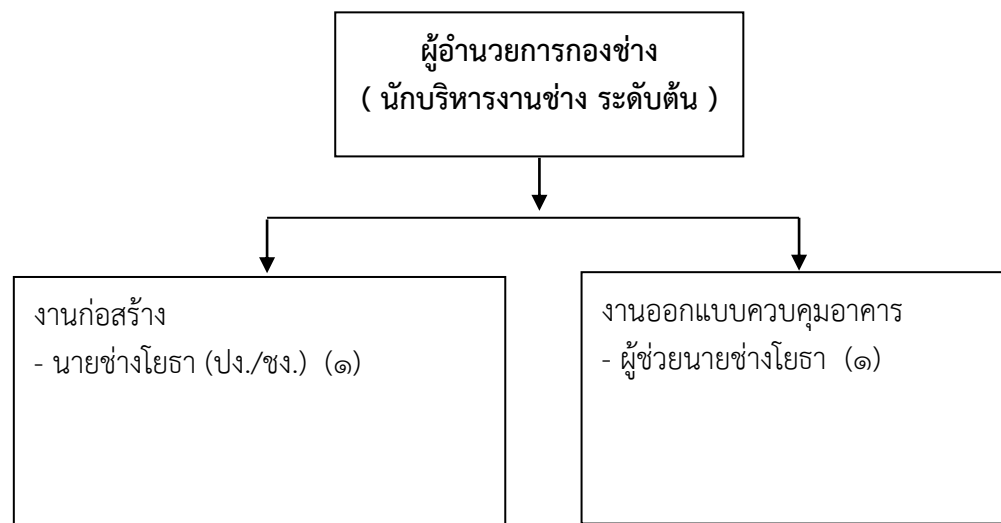 ผู้อำนวยการกองช่าง
( นักบริหารงานช่าง ระดับต้น )
งานก่อสร้าง
- นายช่างโยธา (ปง./ชง.) (๑)
งานออกแบบควบคุมอาคาร
- ผู้ช่วยนายช่างโยธา (๑)